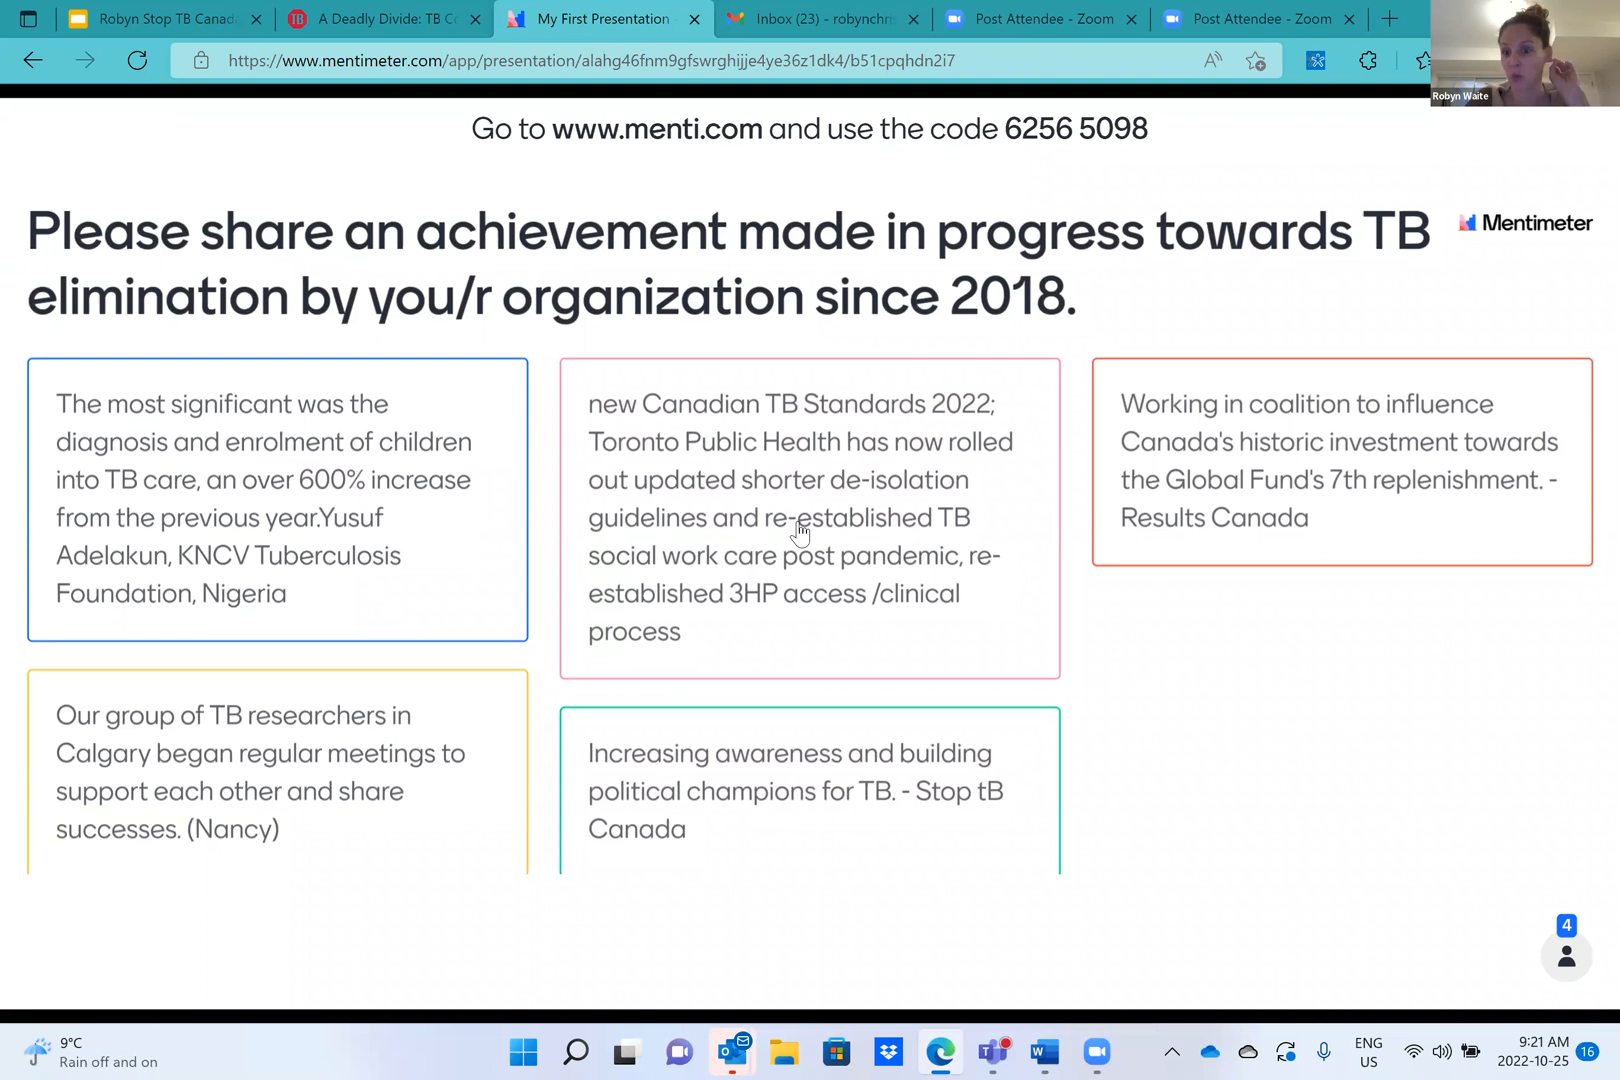 Robyn Stop TB Canada
A Deadly Divide: TB Co
My First Presentation -
Inbox (23) - robynchris
Post Attendee - Zoom
Post Attendee - Zoom
https://www.mentimeter.com/app/presentation/alahg46fnm9gfswrghijje4ye36z1dk4/b51cpqhdn2i7
Robyn Waite
Go to www.menti.com and use the code 6256 5098
Please share an achievement made in progress towards TB
elimination by you/r organization since 2018.
Mentimeter
The most significant was the
diagnosis and enrolment of children
into TB care, an over 600% increase
from the previous year.Yusuf
Adelakun, KNCV Tuberculosis
Foundation, Nigeria
Our group of TB researchers in
Calgary began regular meetings to
support each other and share
successes. (Nancy)
new Canadian TB Standards 2022;
Toronto Public Health has now rolled
out updated shorter de-isolation
guidelines and re-established TB
social work care post pandemic, re-
established 3HP access /clinical
process
Increasing awareness and building
political champions for TB. - Stop tB
Canada
Working in coalition to influence
Canada's historic investment towards
the Global Fund's 7th replenishment. -
Results Canada
4
9°C
Rain off and on
ENG
US
9:21 AM
2022-10-25
16